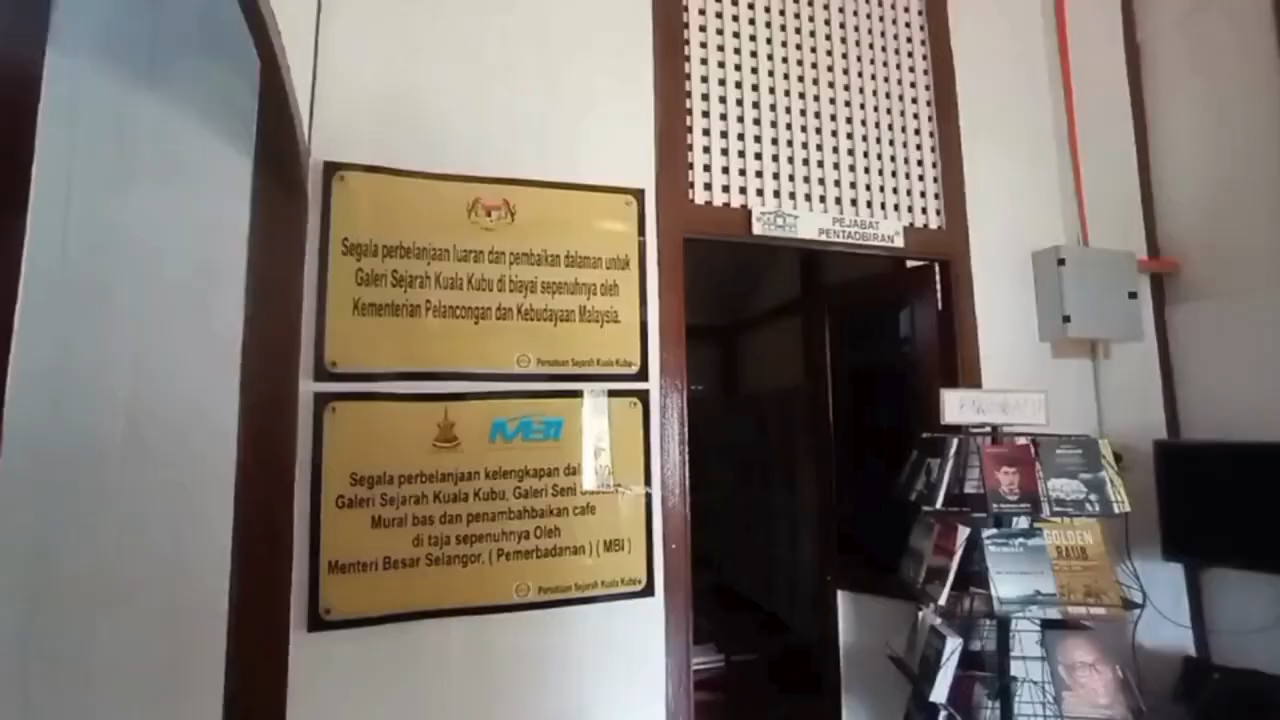 Segala perbelanjaan luaran dan pembaikan dalaman untuk
Galeri Sejarah Kuala Kubu di biayai sepenuhnya oleh
Kementerian Pelancongan dan Kebudayaan Malaysia.
Persatuan Sejarah Kuala Kubu
MBI
Segala perbelanjaan kelengkapan
Galeri Sejarah Kuala Kubu, Galeri Seni
Mural bas dan penambahbaikan cafe
di taja sepenuhnya Oleh
Menteri Besar Selangor, ( Pemerbadanan ) ( MBI )
Persatuan Sejarah Kuala Kubu
PEJABAT
PENTADBIRAN
GOLDEN
RAUB